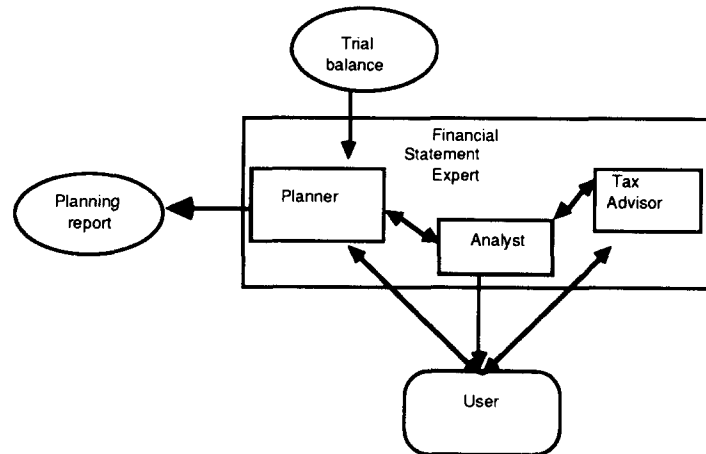 Trial
balance
Financial
Statement
Expert
Planning
report
Planner
Analyst
Tax
Advisor
User